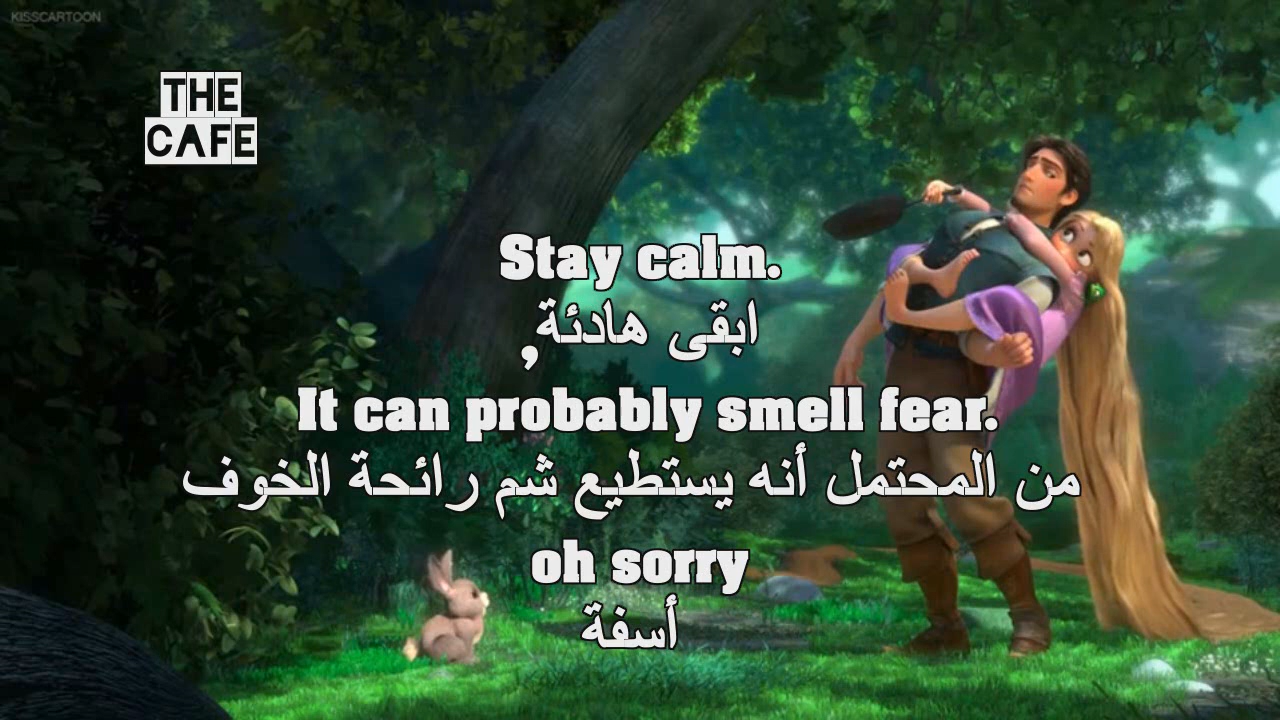 KISSCARTOON
THE
CAFE
Stay calm.
ابقى هادئة,
It can probably smell fear.
من المحتمل أنه يستطيع شم رائحة الخوف
oh sorry
أسفة